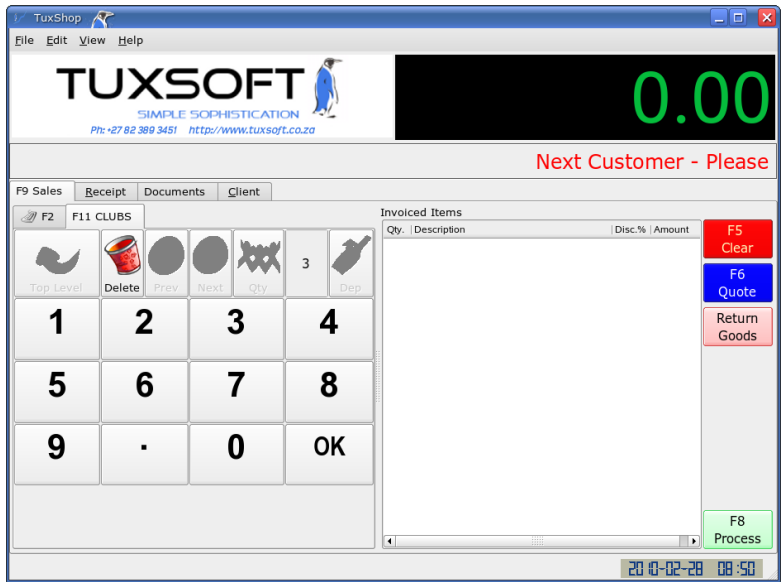 TuxShop
File Edit View Help
TUXSOFT
SIMPLE SOPHISTICATION
Ph: +27 82 389 3451 http://www.tuxsoft.co.za
0.00
Next Customer - Please
F9 Sales Receipt Documents Client
F2 F11 CLUBS
Invoiced Items
Qty. Description Disc.% Amount
Top Level Delete Prev Next Qty 3 Dep
1 2 3 4
5 6 7 8
9 . 0 OK
F5
Clear
F6
Quote
Return
Goods
F8
Process
2010-02-28 08:50